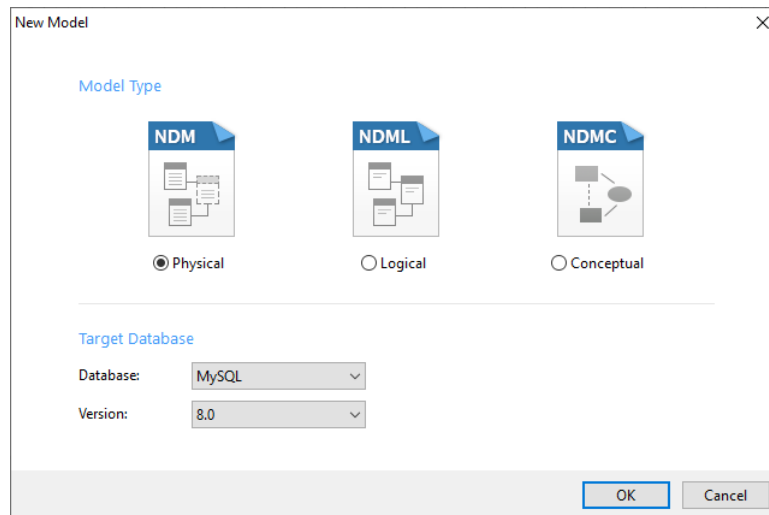 New Model
Model Type
NDM NDML NDMC
Physical Logical Conceptual
Target Database
Database: MySQL
Version: 8.0
OK Cancel